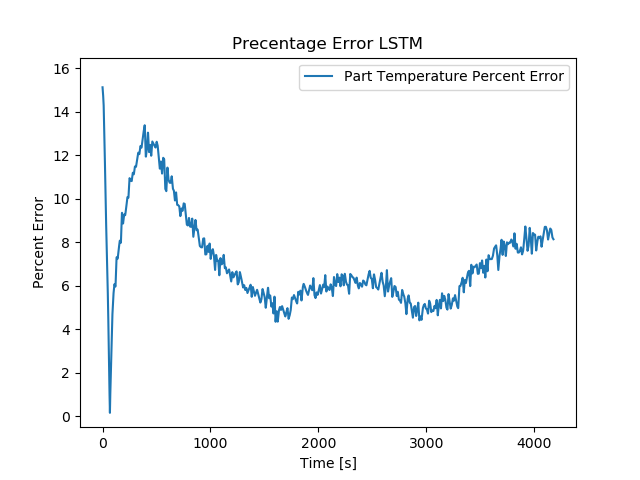 Precentage Error LSTM
Part Temperature Percent Error
Percent Error
16
14
12
10
8
6
4
2
0
0 1000 2000 3000 4000
Time [s]